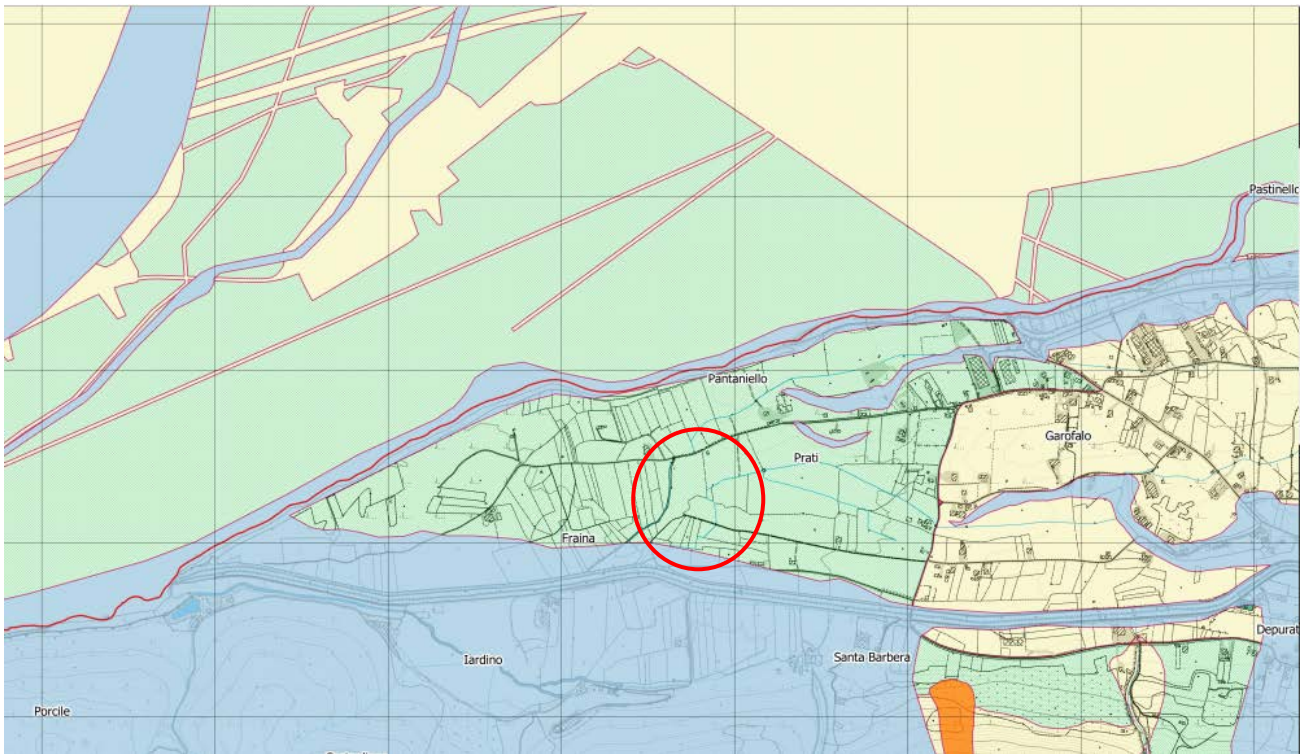 Pastinello
Pantaniello
Garofalo
Prati
Fraina
Depurat
Santa Barbera
Iardino
Porcile